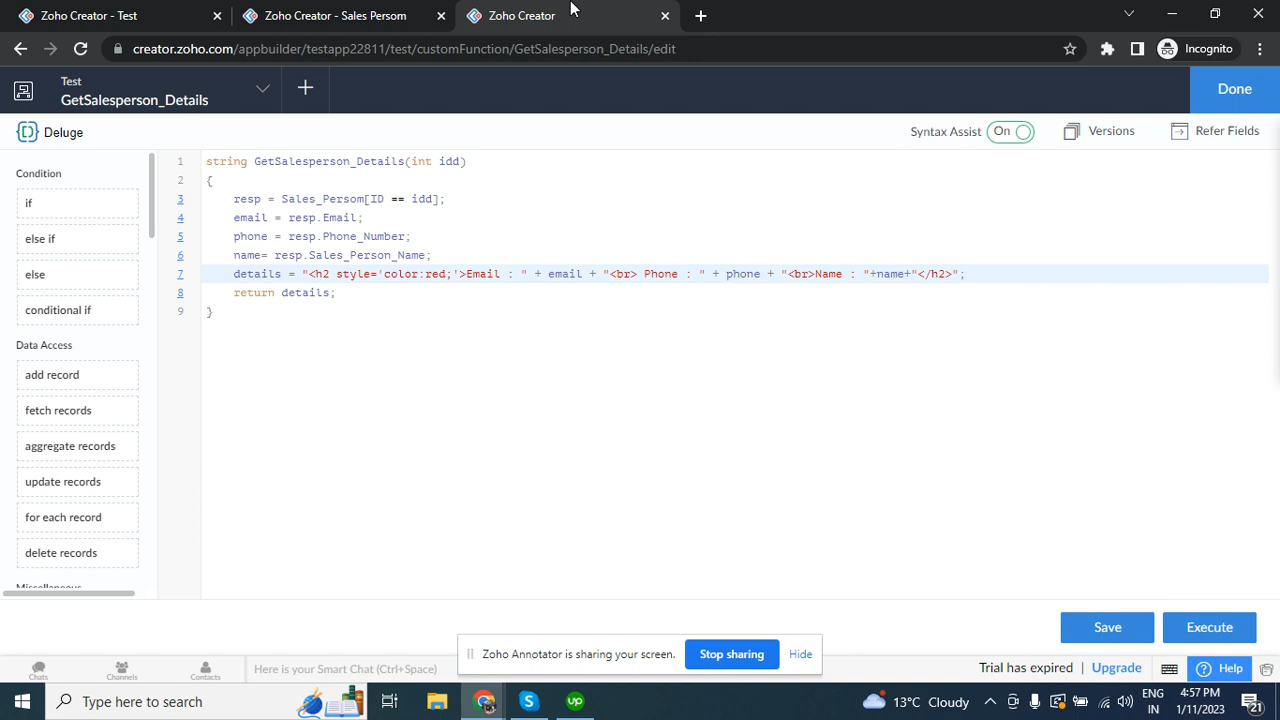 Zoho Creator - Test
Zoho Creator - Sales Person
Zoho Creator
creator.zoho.com/appbuilder/testapp22811/test/customFunction/GetSalesperson_Details/edit
Incognito
Test
GetSalesperson_Details
Done
Deluge
Syntax Assist On
Versions
Refer Fields
Condition
if
else if
else
conditional if
Data Access
add record
fetch records
aggregate records
update records
for each record
delete records
Miscellaneous
1 string GetSalesperson_Details(int idd)
2 {
3 resp = Sales_Persom[ID == idd];
4 email = resp.Email;
5 phone = resp.Phone_Number;
6 name= resp.Sales_Person_Name;
7 details = "<h2 style='color:red;'>Email : " + email + "<br> Phone : " + phone + "<br>Name : "+name+"</h2>";
8 return details;
9 }
Save
Execute
Zoho Annotator is sharing your screen.
Stop sharing
Hide
Chats
Channels
Contacts
Here is your Smart Chat (Ctrl+Space)
Trial has expired
Upgrade
Help
Type here to search
13°C Cloudy
ENG
IN
4:57 PM
1/11/2023
21